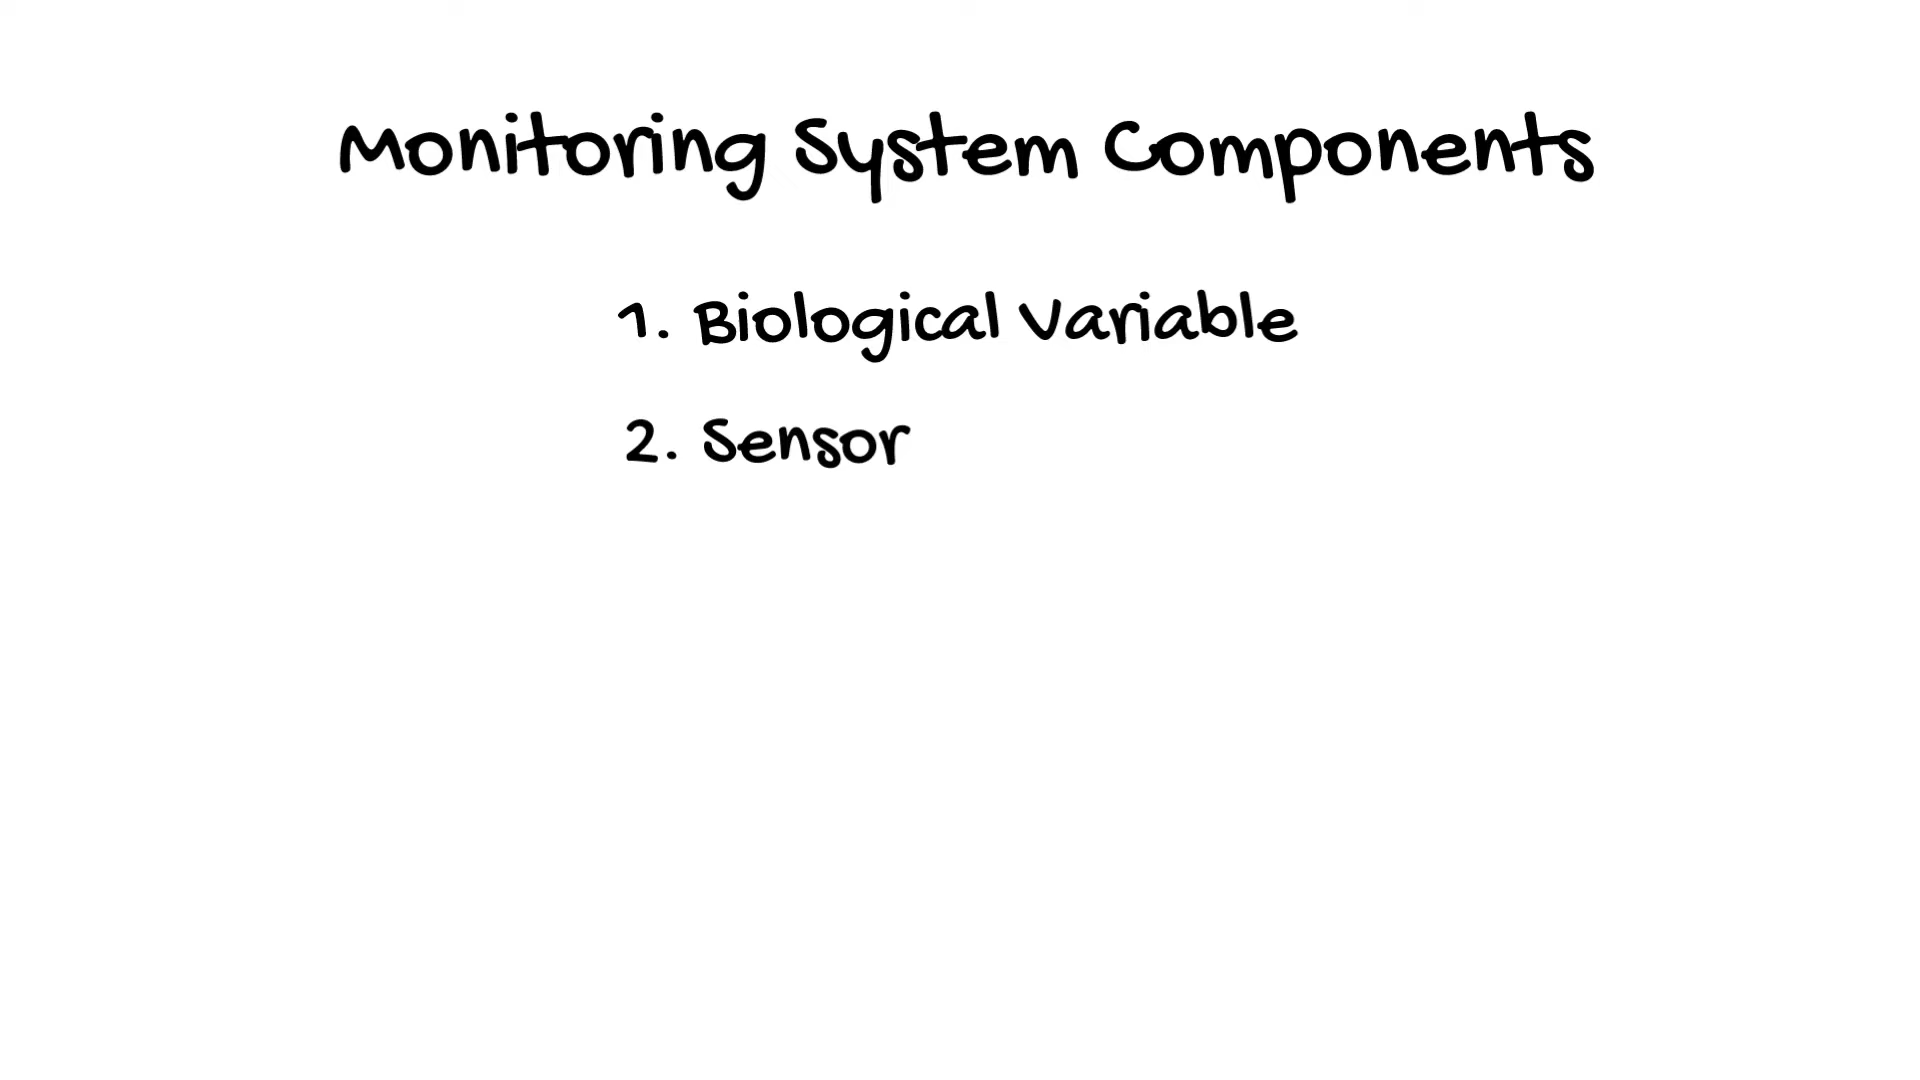 Monitoring System Components
1. Biological Variable
2. Sensor